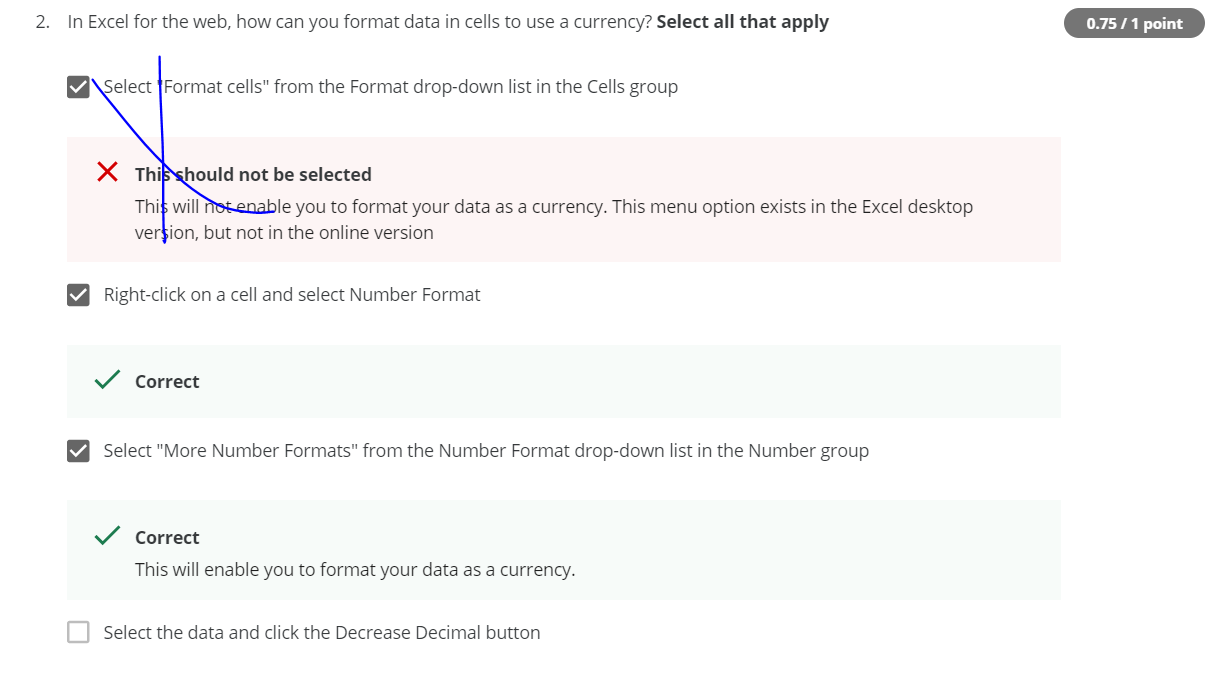 2. In Excel for the web, how can you format data in cells to use a currency? Select all that apply
0.75 / 1 point
Select "Format cells" from the Format drop-down list in the Cells group
This should not be selected
This will not enable you to format your data as a currency. This menu option exists in the Excel desktop
version, but not in the online version
Right-click on a cell and select Number Format
Correct
Select "More Number Formats" from the Number Format drop-down list in the Number group
Correct
This will enable you to format your data as a currency.
Select the data and click the Decrease Decimal button